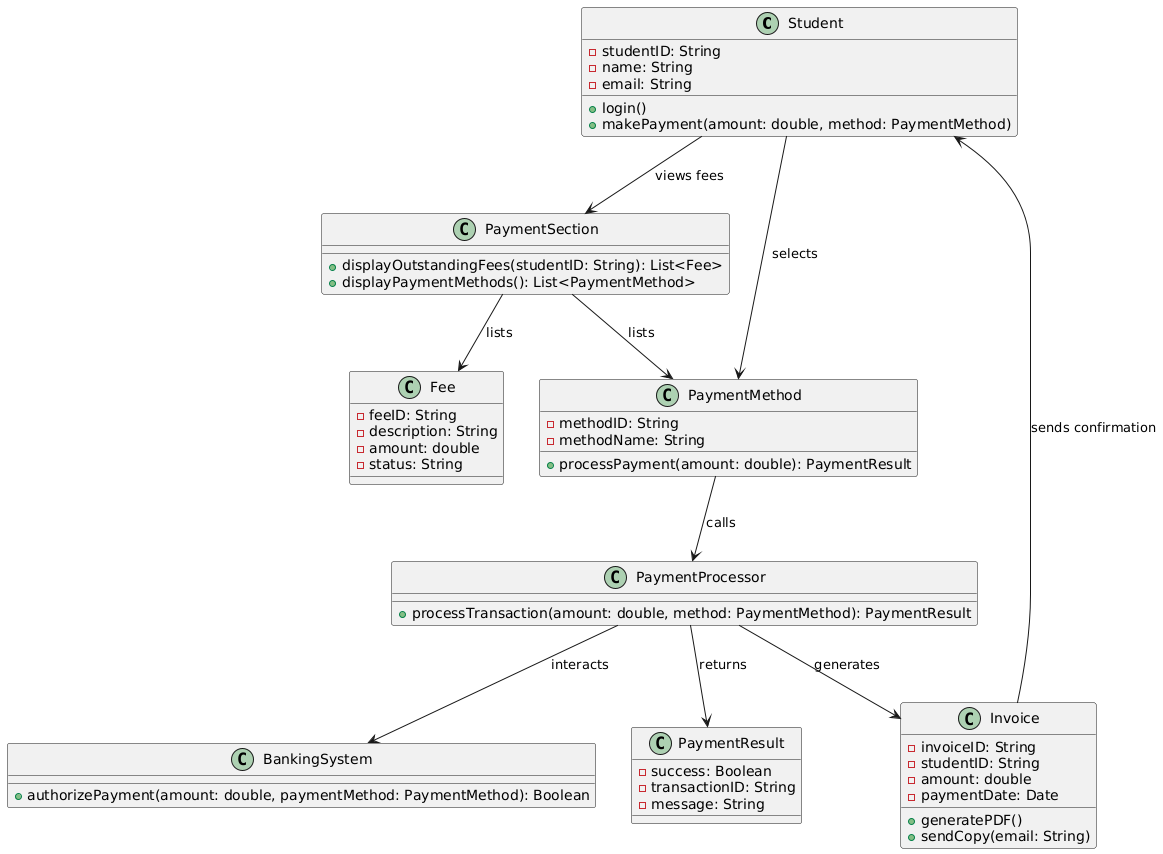 C Student
studentID: String
name: String
email: String
login()
makePayment(amount: double, method: PaymentMethod)
views fees
selects
C PaymentSection
displayOutstandingFees(studentID: String): List<Fee>
displayPaymentMethods(): List<PaymentMethod>
lists
lists
C Fee
feeID: String
description: String
amount: double
status: String
C PaymentMethod
methodID: String
methodName: String
processPayment(amount: double): PaymentResult
sends confirmation
calls
C PaymentProcessor
processTransaction(amount: double, method: PaymentMethod): PaymentResult
interacts
returns
generates
C BankingSystem
authorizePayment(amount: double, paymentMethod: PaymentMethod): Boolean
C PaymentResult
success: Boolean
transactionID: String
message: String
C Invoice
invoiceID: String
studentID: String
amount: double
paymentDate: Date
generatePDF()
sendCopy(email: String)